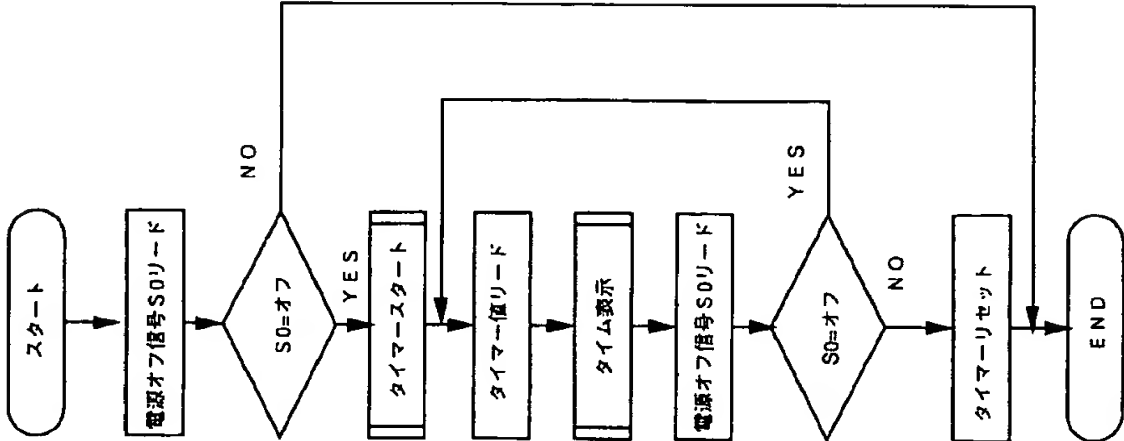 スタート
電源オフ信号S0リード
S0=オフ
NO
YES
タイマースタート
タイマー値リード
タイム表示
電源オフ信号S0リード
S0=オフ
YES
NO
タイマーリセット
END